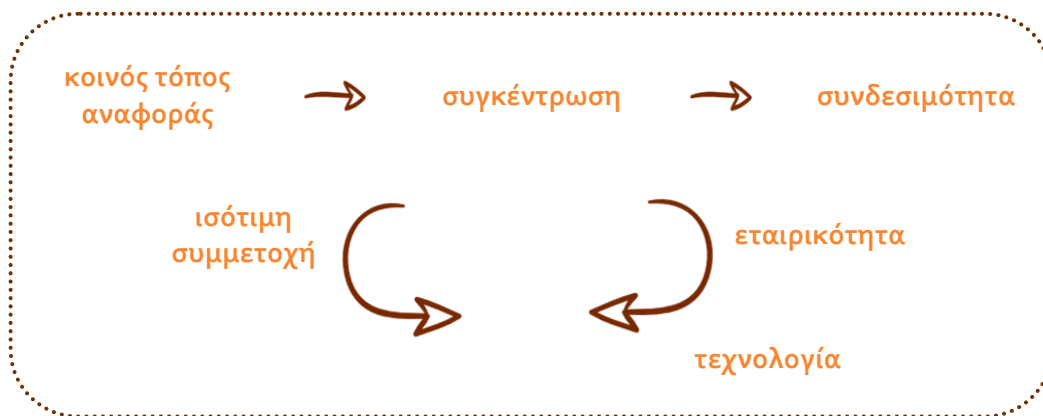 κοινός τόπος
αναφοράς
συγκέντρωση
συνδεσιμότητα
ισότιμη
συμμετοχή
εταιρικότητα
τεχνολογία